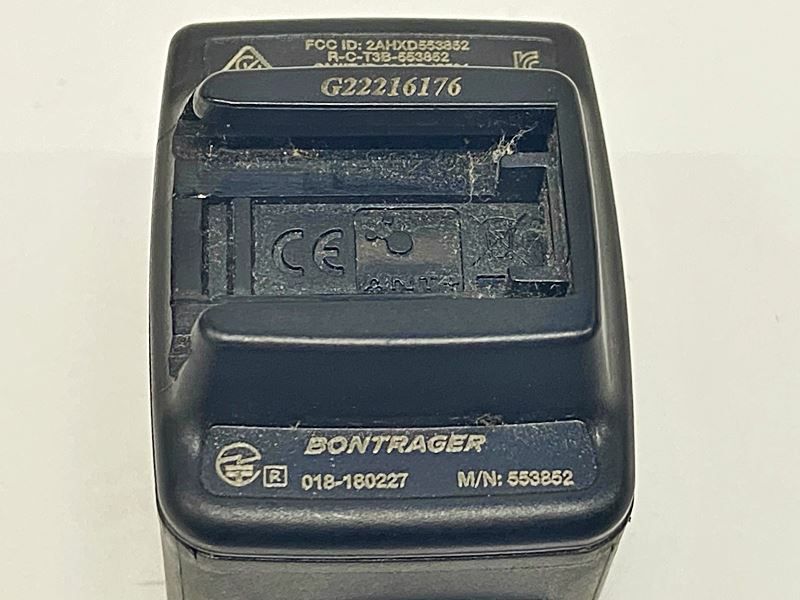 FCC ID: 2AHXD553852
R-C-T3B-553852
G22216176
CE
ANT+
BONTRAGER
R 018-180227 M/N: 553852